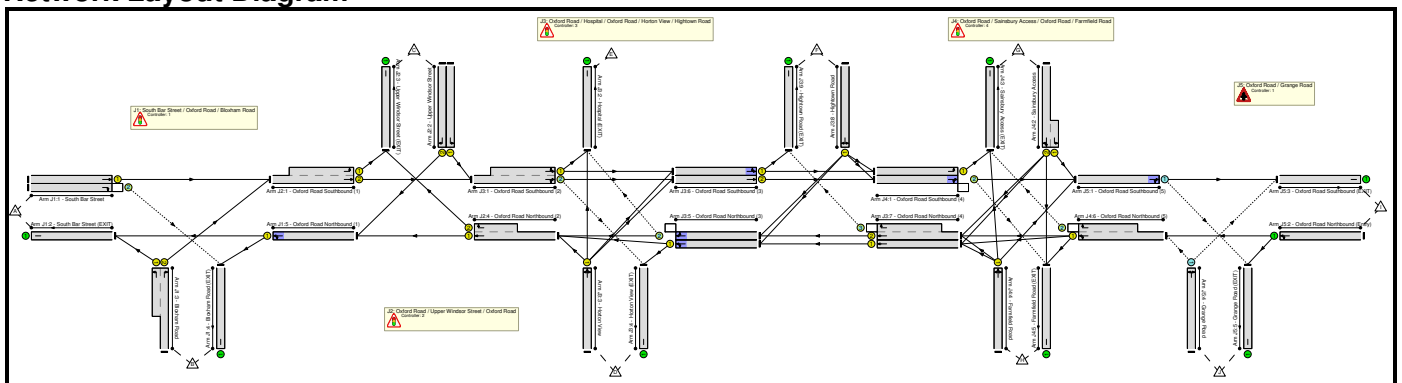 Network Layout Diagram
J3: Oxford Road / Hospital / Oxford Road / Horton View / Hightown Road
Controller: 3
J4: Oxford Road / Sainsbury Access / Oxford Road / Farmfield Road
Controller: 4
J1: South Bar Street / Oxford Road / Bloxham Road
Controller: 1
J5: Oxford Road / Grange Road
Controller: 1
Arm J2:3 - Upper Windsor Street (EXIT)
Arm J2:2 - Upper Windsor Street
Arm J3:2 - Hospital (EXIT)
Arm J3:9 - Hightown Road (EXIT)
Arm J3:8 - Hightown Road
Arm J4:3 - Sainsbury Access (EXIT)
Arm J4:2 - Sainsbury Access
Arm J1:1 - South Bar Street
Arm J2:1 - Oxford Road Southbound (1)
Arm J3:1 - Oxford Road Southbound (2)
Arm J3:6 - Oxford Road Southbound (3)
Arm J4:1 - Oxford Road Southbound (4)
Arm J5:1 - Oxford Road Southbound (5)
Arm J5:3 - Oxford Road Southbound (EXIT)
Arm J1:2 - South Bar Street (EXIT)
Arm J1:5 - Oxford Road Northbound (1)
Arm J2:4 - Oxford Road Northbound (2)
Arm J3:5 - Oxford Road Northbound (3)
Arm J3:7 - Oxford Road Northbound (4)
Arm J4:6 - Oxford Road Northbound (5)
Arm J5:2 - Oxford Road Northbound (Entry)
Arm J1:3 - Bloxham Road
Arm J1:4 - Bloxham Road (EXIT)
Arm J3:3 - Horton View
Arm J3:4 - Horton View (EXIT)
Arm J4:4 - Farmfield Road
Arm J4:5 - Farmfield Road (EXIT)
Arm J5:4 - Grange Road
Arm J5:5 - Grange Road (EXIT)
J2: Oxford Road / Upper Windsor Street / Oxford Road
Controller: 2